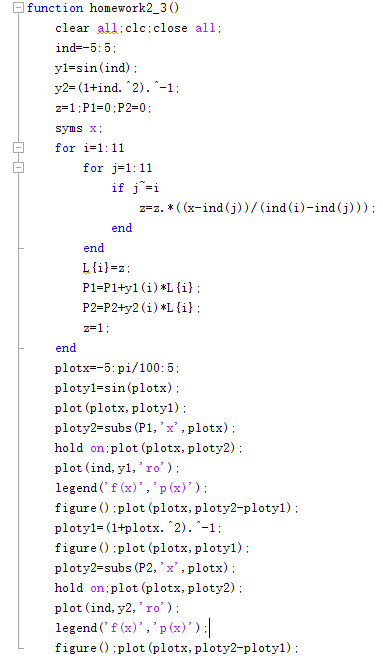 function homework2_3()
clear all;clc;close all;
ind=-5:5;
y1=sin(ind);
y2=(1+ind.^2).^-1;
z=1;P1=0;P2=0;
syms x;
for i=1:11
for j=1:11
if j~=i
z=z.*((x-ind(j))/(ind(i)-ind(j)));
end
end
L{i}=z;
P1=P1+y1(i)*L{i};
P2=P2+y2(i)*L{i};
z=1;
end
plotx=-5:pi/100:5;
ploty1=sin(plotx);
plot(plotx,ploty1);
ploty2=subs(P1,'x',plotx);
hold on;plot(plotx,ploty2);
plot(ind,y1,'ro');
legend('f(x)','p(x)');
figure();plot(plotx,ploty2-ploty1);
ploty1=(1+plotx.^2).^-1;
figure();plot(plotx,ploty1);
ploty2=subs(P2,'x',plotx);
hold on;plot(plotx,ploty2);
plot(ind,y2,'ro');
legend('f(x)','p(x)');
figure();plot(plotx,ploty2-ploty1);